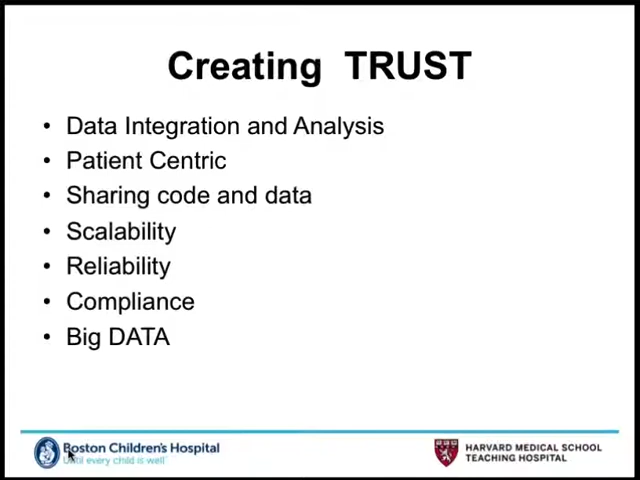 Creating TRUST
• Data Integration and Analysis
• Patient Centric
• Sharing code and data
• Scalability
• Reliability
• Compliance
• Big DATA
Boston Children's Hospital
Until every child is well
HARVARD MEDICAL SCHOOL
TEACHING HOSPITAL